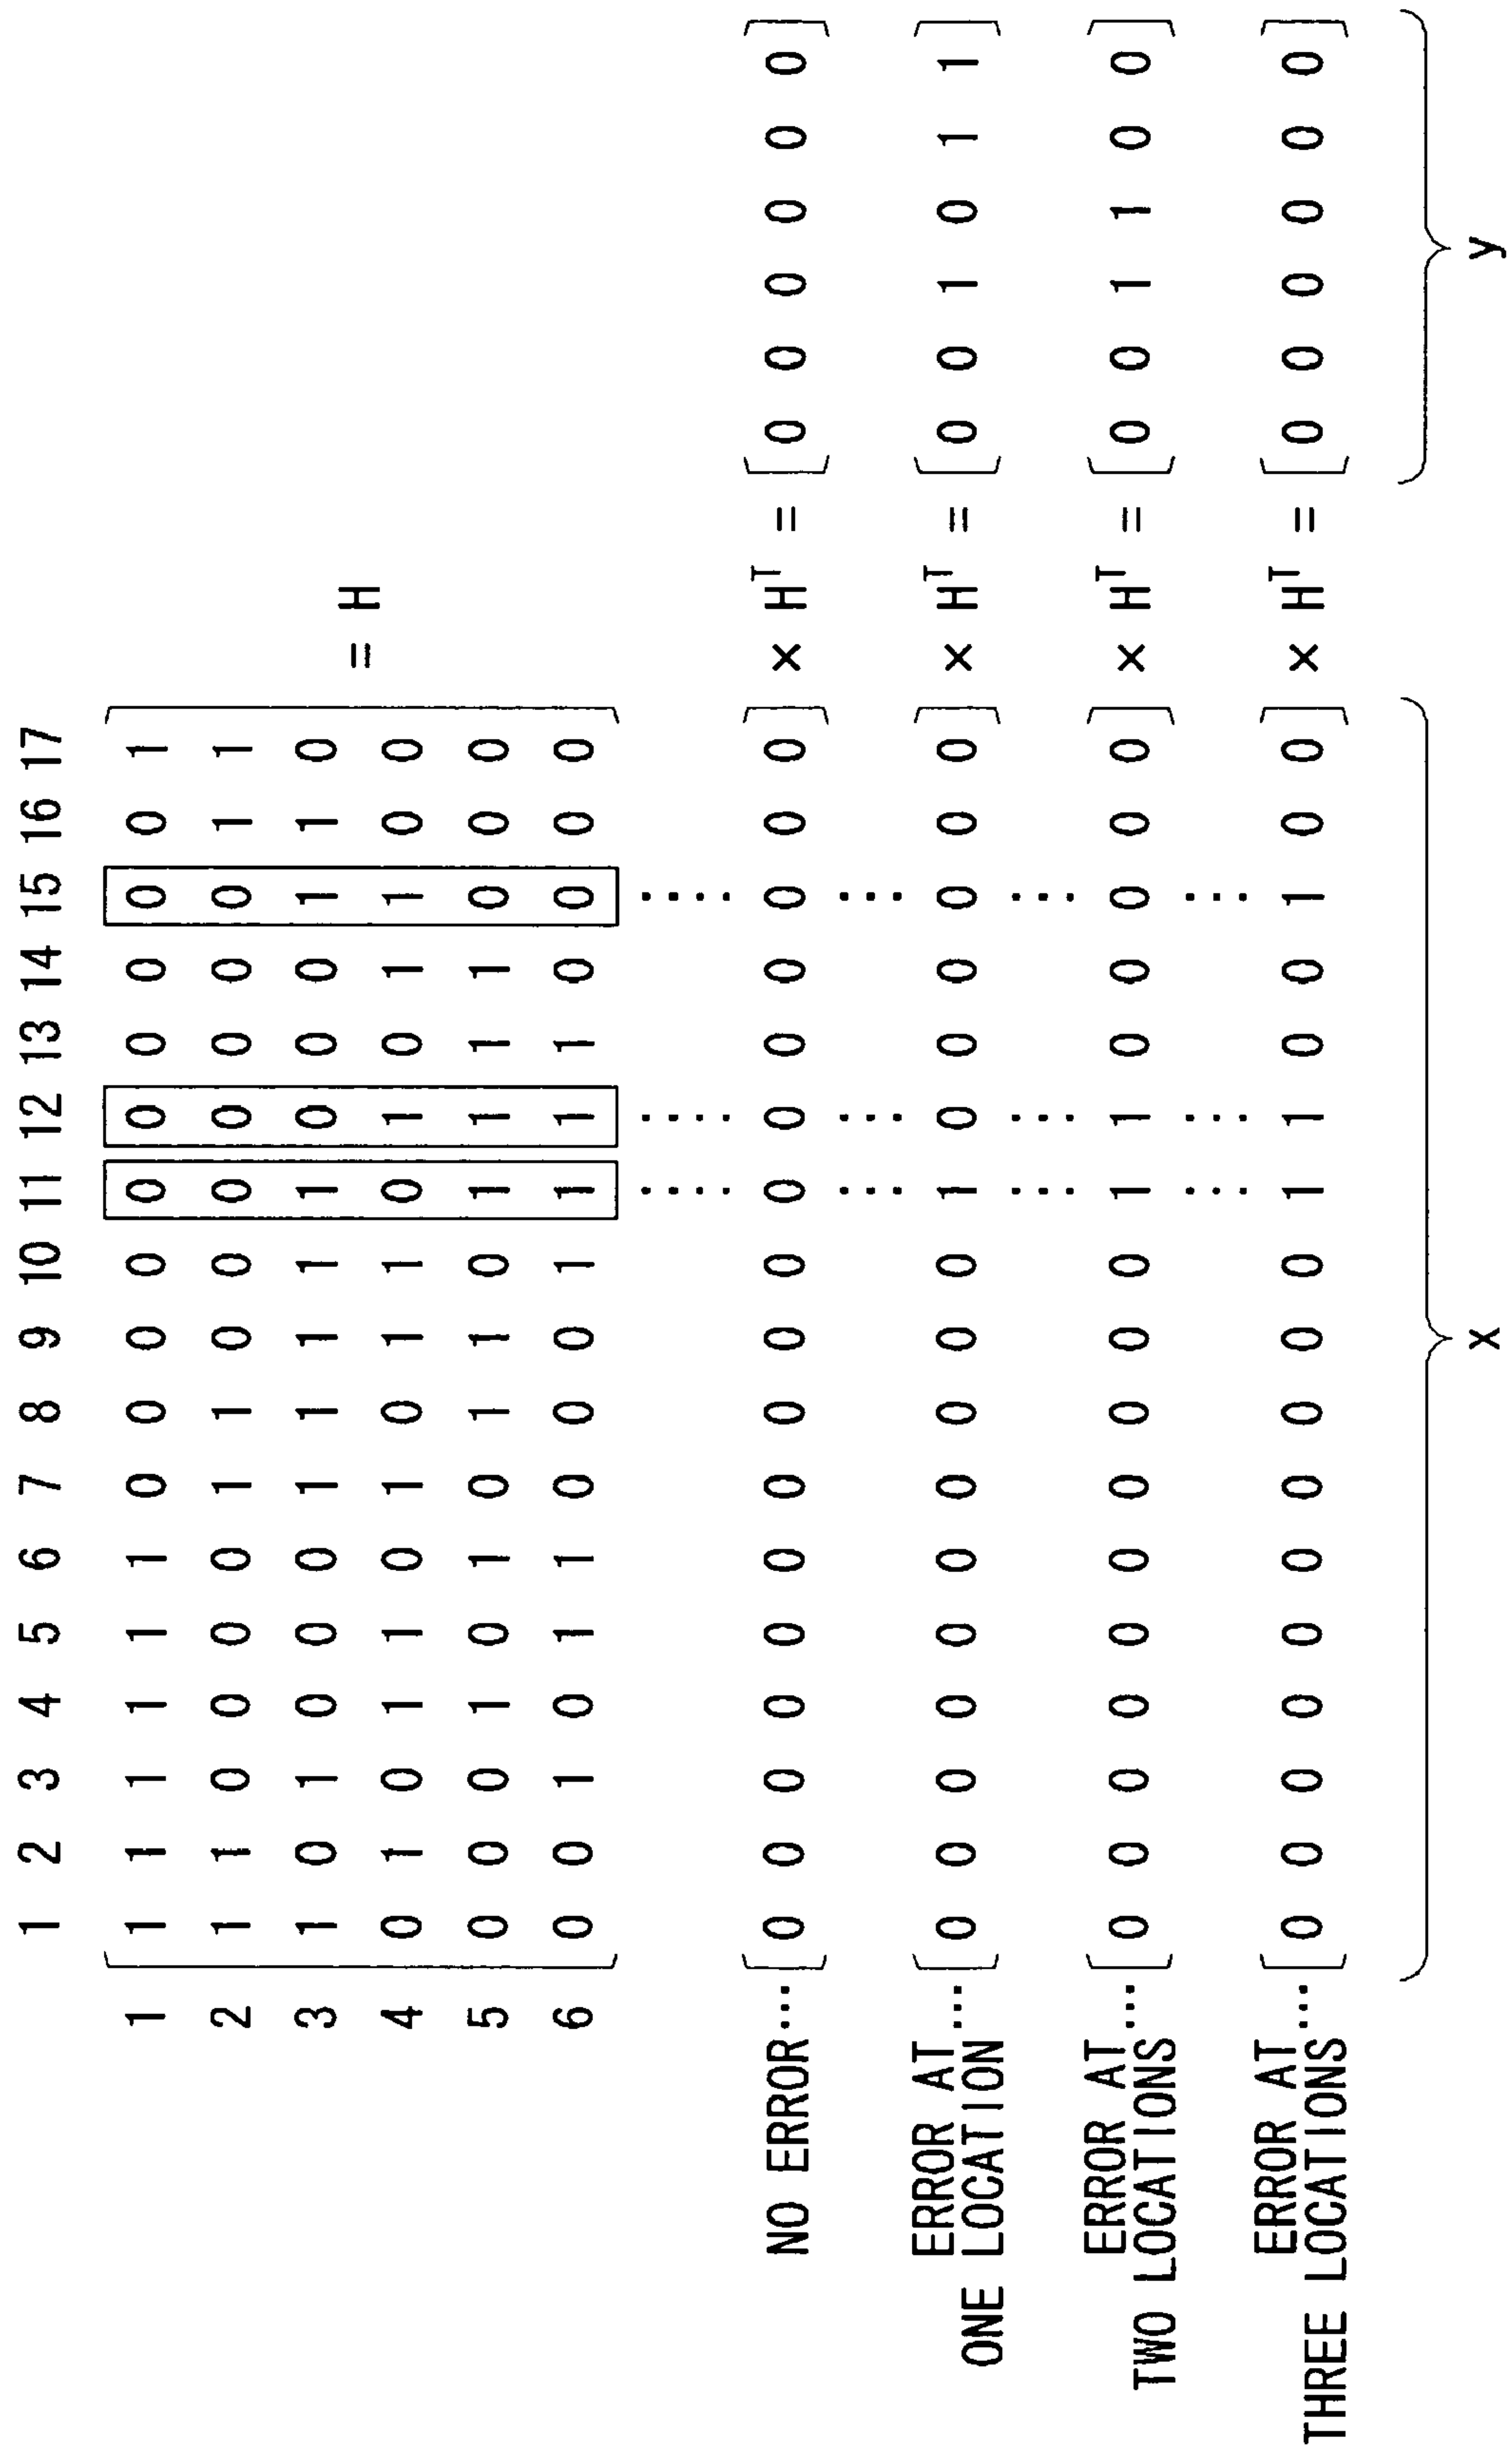 1 2 3 4 5 6 7 8 9 10 11 12 13 14 15 16 17
1 [ 1 1 1 1 1 1 0 0 0 0 0 0 0 0 0 0 1 ]
2 1 1 0 0 0 0 1 1 0 0 0 0 0 0 0 1 1
3 1 0 1 0 0 0 1 1 1 1 1 0 0 0 1 1 0
4 0 1 0 1 1 0 1 0 1 1 0 1 0 1 1 0 0 = H
5 0 0 0 1 0 1 0 1 1 0 1 1 1 1 0 0 0
6 0 0 1 0 1 1 0 0 0 1 1 1 1 0 0 0 0
NO ERROR... [0 0 0 0 0 0 0 0 0 0 0 0 0 0 0 0 0] × Hᵀ = [0 0 0 0 0 0]
ERROR AT
ONE LOCATION ... [0 0 0 0 0 0 0 0 0 0 1 0 0 0 0 0 0] × Hᵀ = [0 0 1 0 1 1]
ERROR AT
TWO LOCATIONS ... [0 0 0 0 0 0 0 0 0 0 1 1 0 0 0 0 0] × Hᵀ = [0 0 1 1 0 0]
ERROR AT
THREE LOCATIONS ... [0 0 0 0 0 0 0 0 0 0 1 1 0 0 1 0 0] × Hᵀ = [0 0 0 0 0 0]
x y